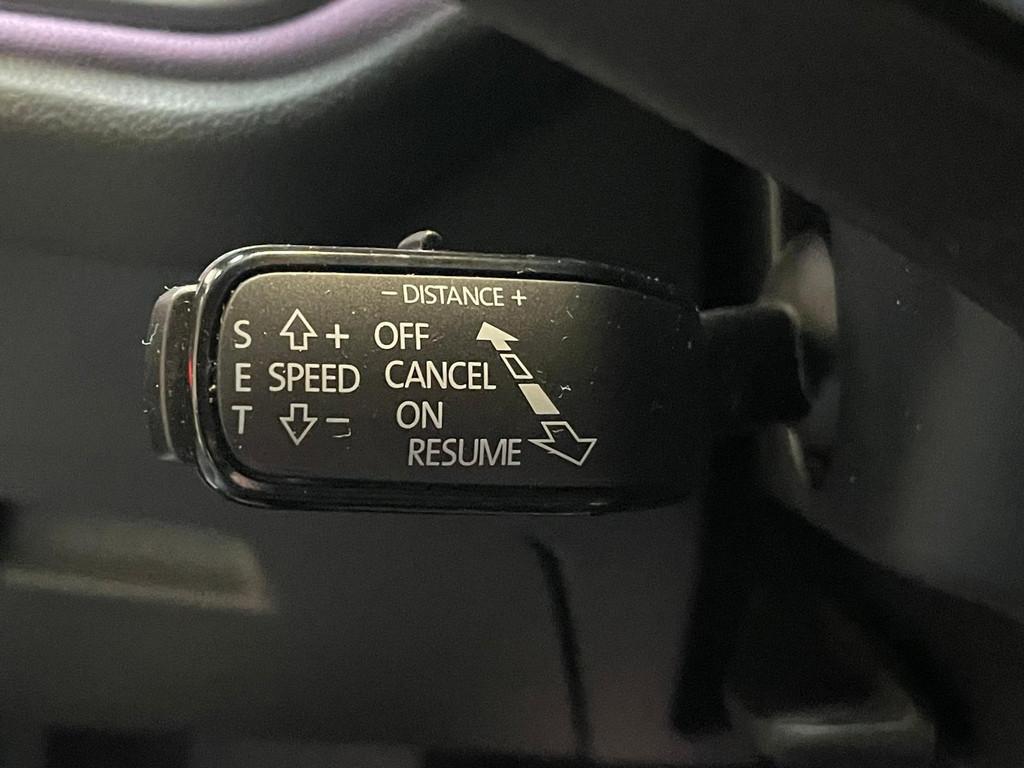 − DISTANCE +
S + OFF
E SPEED CANCEL
T − ON
RESUME